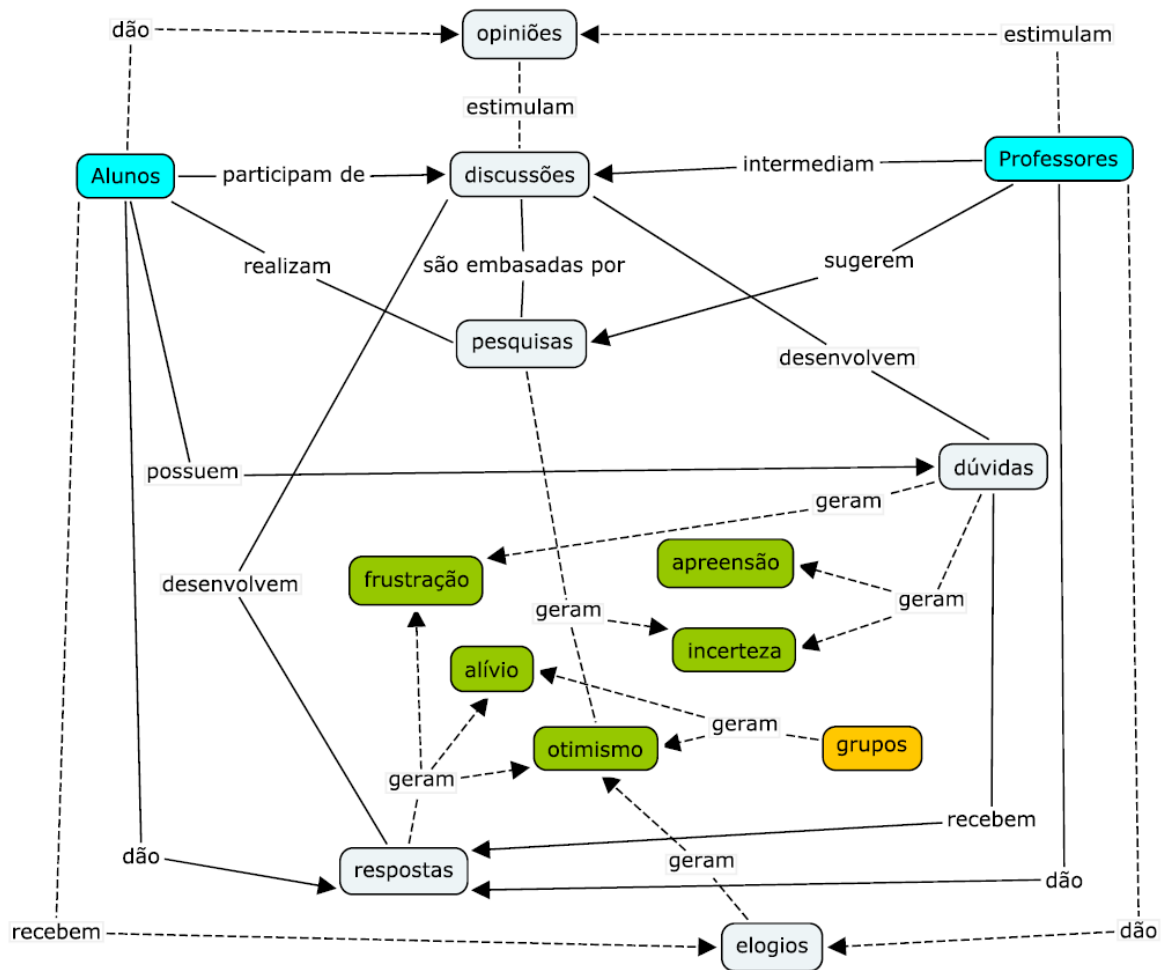 dão
opiniões
estimulam
estimulam
Alunos
participam de
discussões
intermediam
Professores
realizam
são embasadas por
sugerem
pesquisas
desenvolvem
possuem
dúvidas
geram
frustração
apreensão
desenvolvem
geram
geram
incerteza
alívio
geram
otimismo
grupos
geram
recebem
dão
respostas
geram
dão
recebem
elogios
dão